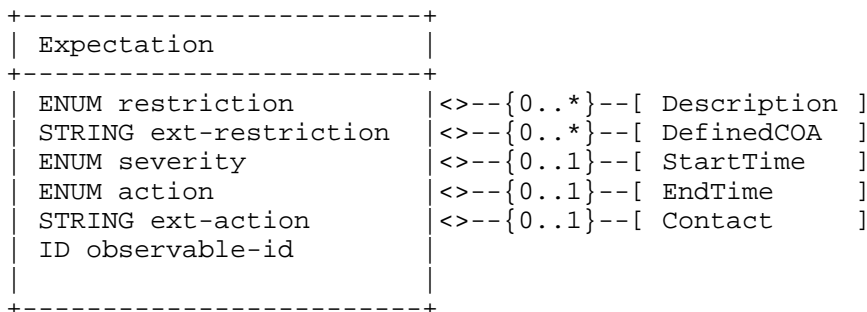 +-------------------------+
| Expectation             |
+-------------------------+
| ENUM restriction        |<>--{0..*}--[ Description ]
| STRING ext-restriction  |<>--{0..*}--[ DefinedCOA  ]
| ENUM severity           |<>--{0..1}--[ StartTime   ]
| ENUM action             |<>--{0..1}--[ EndTime     ]
| STRING ext-action       |<>--{0..1}--[ Contact     ]
| ID observable-id        |
|                         |
+-------------------------+